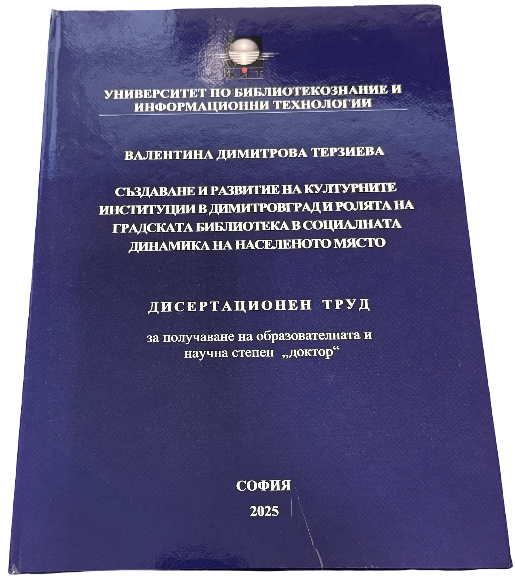 УНИВЕРСИТЕТ ПО БИБЛИОТЕКОЗНАНИЕ И
ИНФОРМАЦИОННИ ТЕХНОЛОГИИ
ВАЛЕНТИНА ДИМИТРОВА ТЕРЗИЕВА
СЪЗДАВАНЕ И РАЗВИТИЕ НА КУЛТУРНИТЕ
ИНСТИТУЦИИ В ДИМИТРОВГРАД И РОЛЯТА НА
ГРАДСКАТА БИБЛИОТЕКА В СОЦИАЛНАТА
ДИНАМИКА НА НАСЕЛЕНОТО МЯСТО
ДИСЕРТАЦИОНЕН ТРУД
за получаване на образователната и
научна степен „доктор“
СОФИЯ
2025